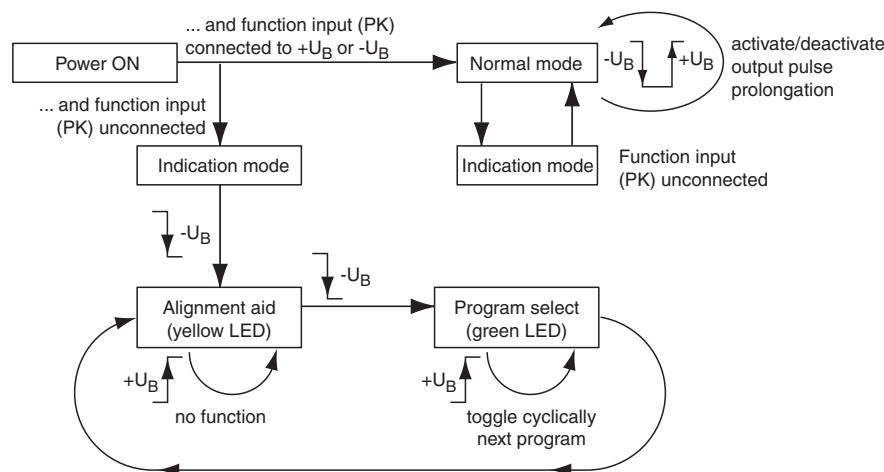 ... and function input (PK)
connected to +UB or -UB
Power ON
Normal mode
-UB
+UB
activate/deactivate
output pulse
prolongation
... and function input
(PK) unconnected
Indication mode
Indication mode
Function input
(PK) unconnected
-UB
-UB
Alignment aid
(yellow LED)
Program select
(green LED)
+UB
no function
+UB
toggle cyclically
next program